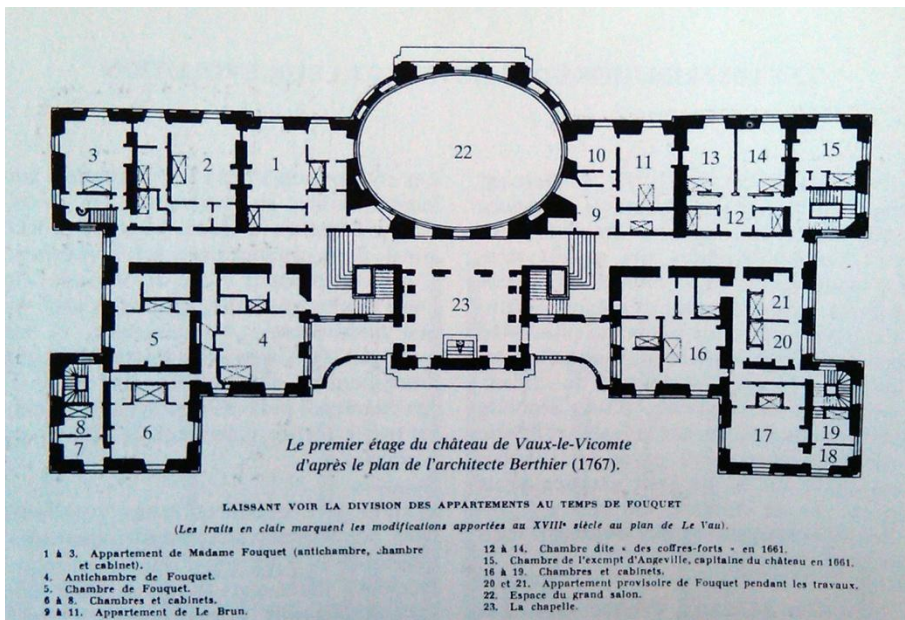 22
3
2
1
10
11
13
14
15
9
12
23
5
4
16
21
20
8
7
6
17
19
18
Le premier étage du château de Vaux-le-Vicomte
d'après le plan de l'architecte Berthier (1767).
LAISSANT VOIR LA DIVISION DES APPARTEMENTS AU TEMPS DE FOUQUET
(Les traits en clair marquent les modifications apportées au XVIIIᵉ siècle au plan de Le Vau).
1 à 3. Appartement de Madame Fouquet (antichambre, chambre
et cabinet).
4. Antichambre de Fouquet.
5. Chambre de Fouquet.
6 à 8. Chambres et cabinets.
9 à 11. Appartement de Le Brun.
12 à 14. Chambre dite « des coffres-forts » en 1661.
15. Chambre de l'exempt d'Angeville, capitaine du château en 1661.
16 à 19. Chambres et cabinets.
20 et 21. Appartement provisoire de Fouquet pendant les travaux.
22. Espace du grand salon.
23. La chapelle.